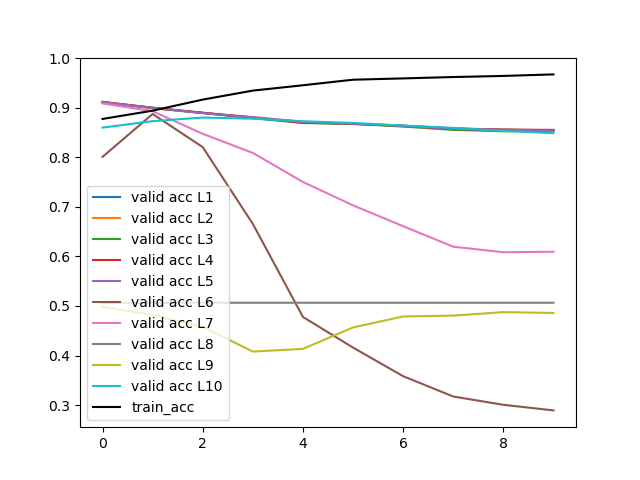 1.0
0.9
0.8
0.7
0.6
0.5
0.4
0.3
valid acc L1
valid acc L2
valid acc L3
valid acc L4
valid acc L5
valid acc L6
valid acc L7
valid acc L8
valid acc L9
valid acc L10
train_acc
0 2 4 6 8